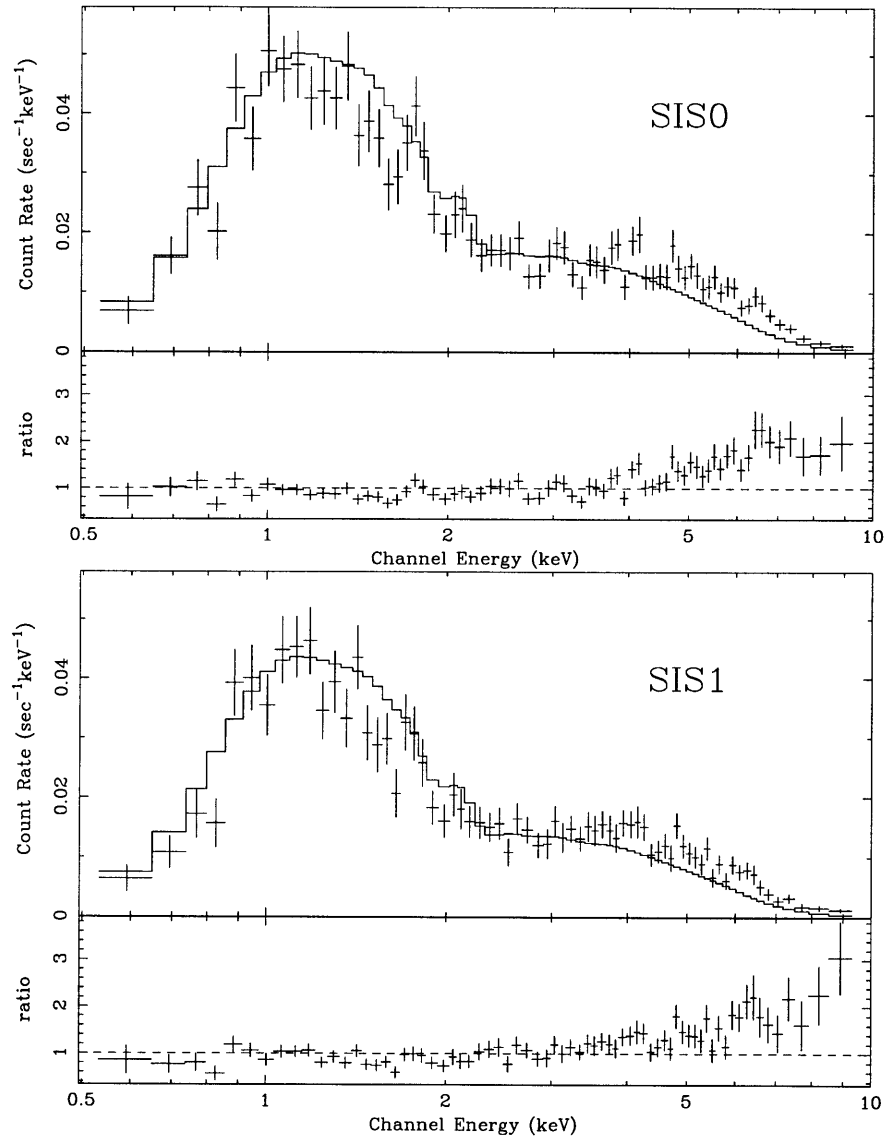 0.04
0.02
0
Count Rate (sec⁻¹keV⁻¹)
SIS0
3
2
1
ratio
0.5
1
2
5
10
Channel Energy (keV)
0.04
0.02
0
Count Rate (sec⁻¹keV⁻¹)
SIS1
3
2
1
ratio
0.5
1
2
5
10
Channel Energy (keV)